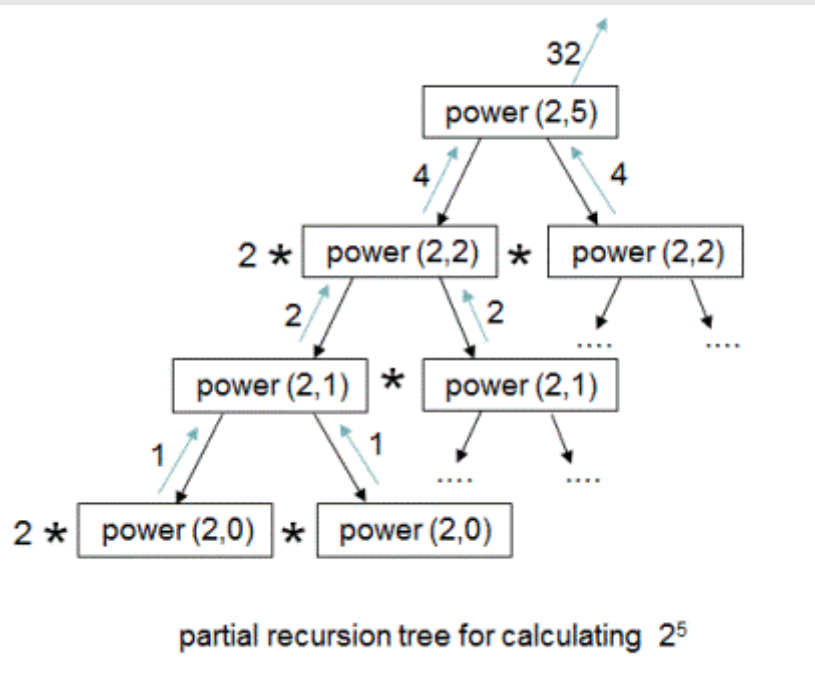 32
power (2,5)
4 4
2 * power (2,2) * power (2,2)
2 2
.... ....
power (2,1) * power (2,1)
1 1
.... ....
2 * power (2,0) * power (2,0)
partial recursion tree for calculating 2⁵